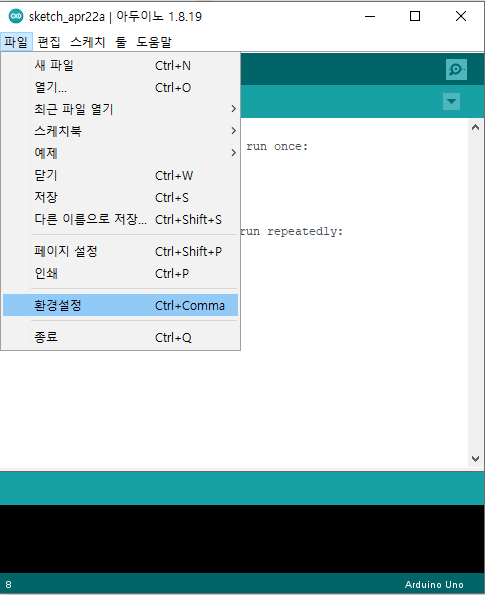 sketch_apr22a | 아두이노 1.8.19
파일 편집 스케치 툴 도움말
새 파일 Ctrl+N
열기... Ctrl+O
최근 파일 열기
스케치북
예제
run once:
닫기 Ctrl+W
저장 Ctrl+S
다른 이름으로 저장... Ctrl+Shift+S
run repeatedly:
페이지 설정 Ctrl+Shift+P
인쇄 Ctrl+P
환경설정 Ctrl+Comma
종료 Ctrl+Q
8 Arduino Uno